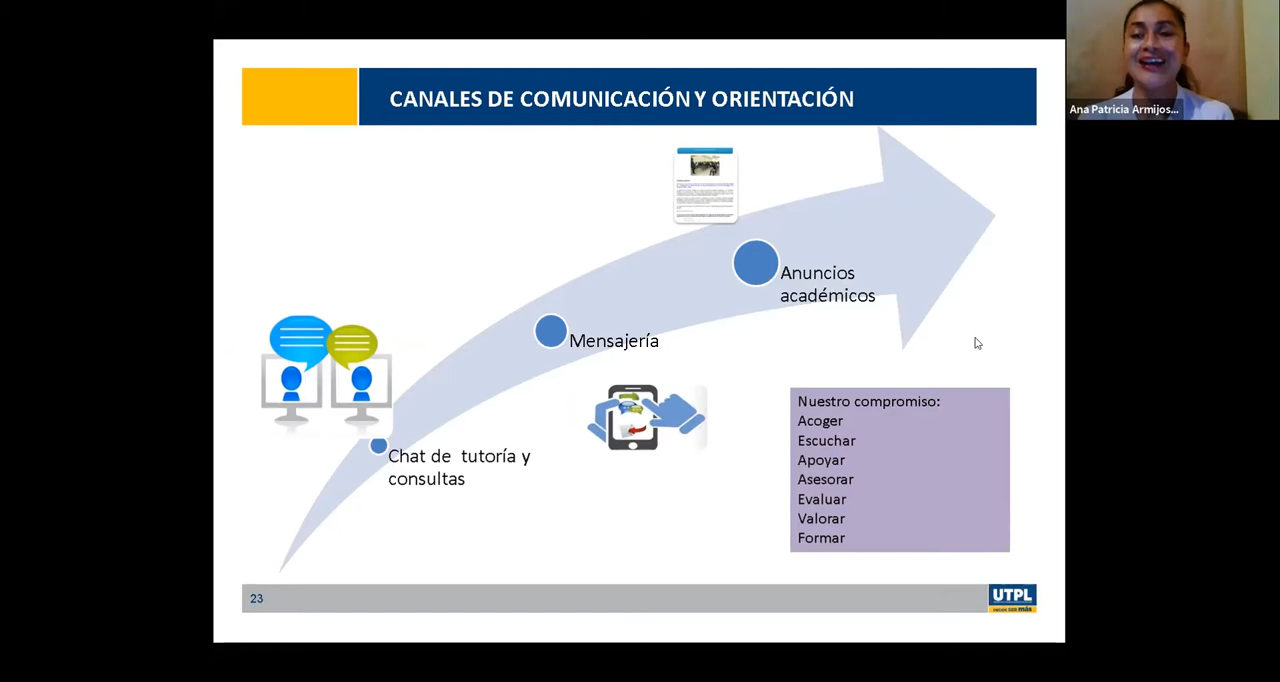 CANALES DE COMUNICACIÓN Y ORIENTACIÓN
Ana Patricia Armijos...
Anuncios
académicos
Mensajería
Chat de tutoría y
consultas
Nuestro compromiso:
Acoger
Escuchar
Apoyar
Asesorar
Evaluar
Valorar
Formar
23
UTPL